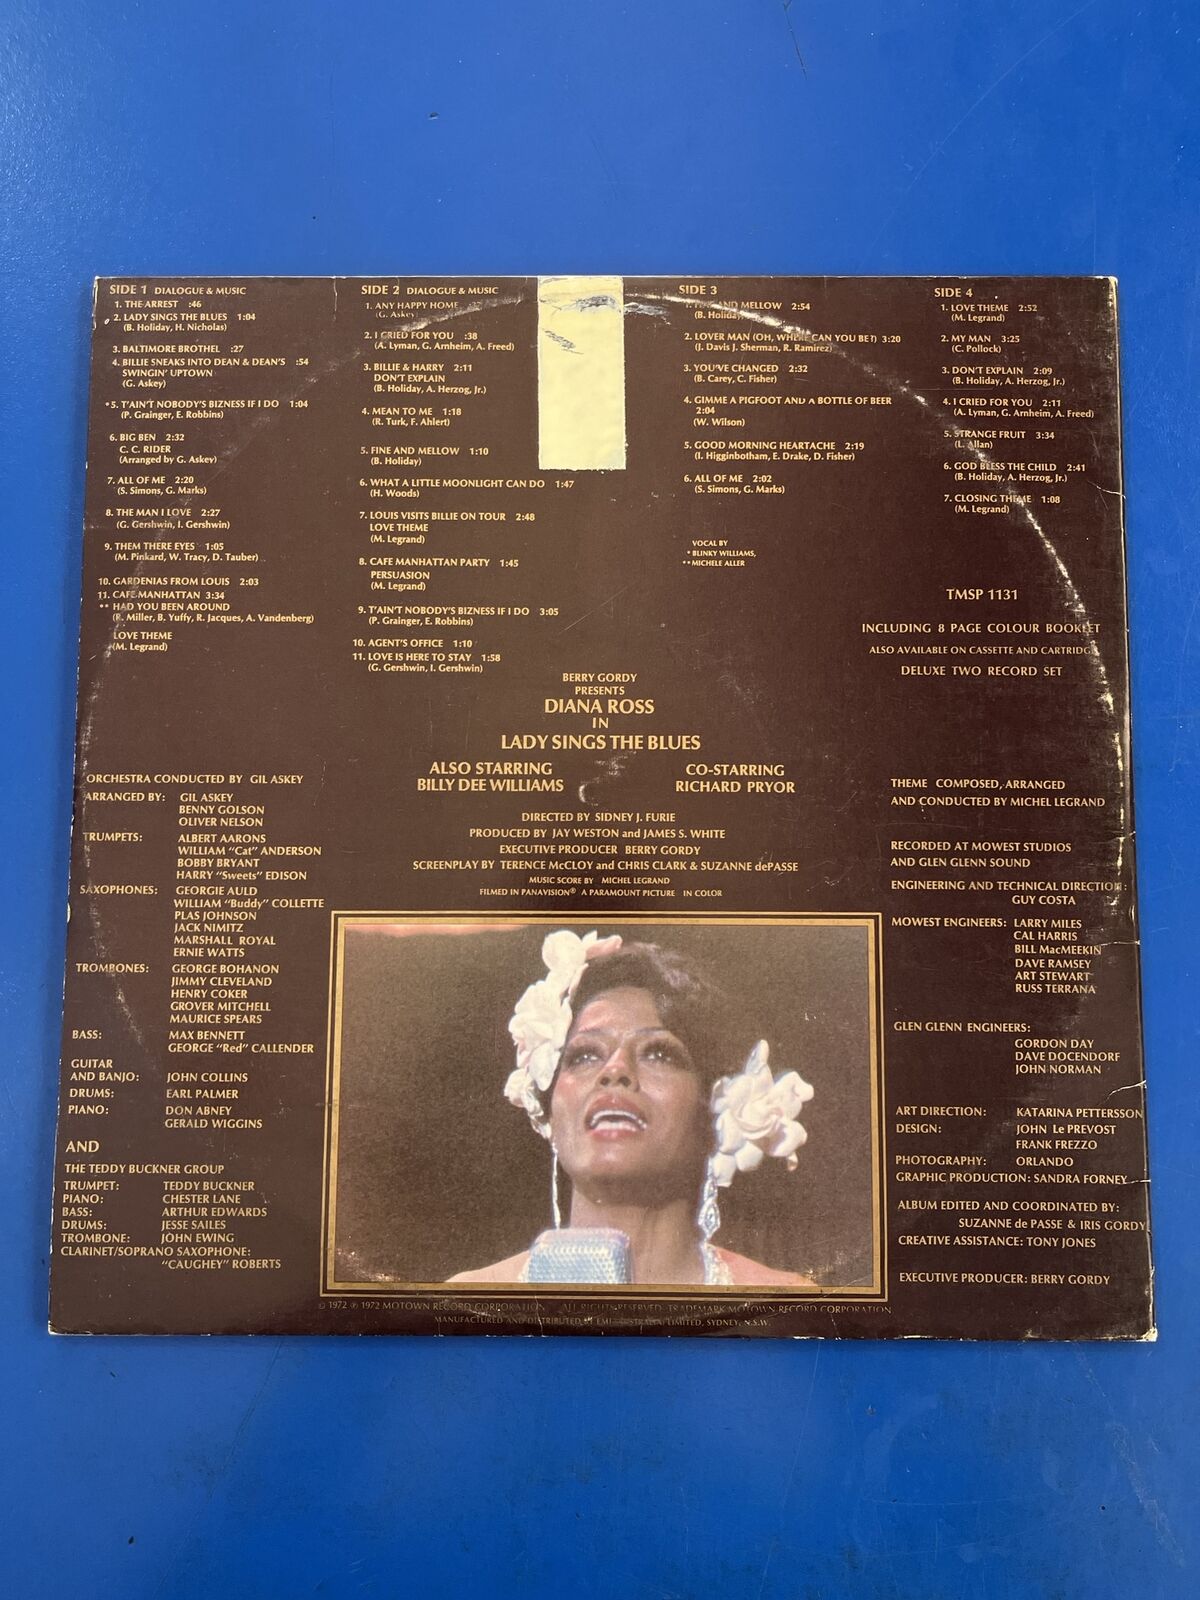 SIDE 1 DIALOGUE & MUSIC
1. THE ARREST :46
2. LADY SINGS THE BLUES 1:04
(B. Holiday, H. Nicholas)
3. BALTIMORE BROTHEL :27
4. BILLIE SNEAKS INTO DEAN & DEAN'S :54
SWINGIN' UPTOWN
(G. Askey)
*5. T'AIN'T NOBODY'S BIZNESS IF I DO 1:04
(P. Grainger, E. Robbins)
6. BIG BEN 2:32
C. C. RIDER
(Arranged by G. Askey)
7. ALL OF ME 2:20
(S. Simons, G. Marks)
8. THE MAN I LOVE 2:27
(G. Gershwin, I. Gershwin)
9. THEM THERE EYES 1:05
(M. Pinkard, W. Tracy, D. Tauber)
10. GARDENIAS FROM LOUIS 2:03
11. CAFE MANHATTAN 3:34
** HAD YOU BEEN AROUND
(R. Miller, B. Yuffy, R. Jacques, A. Vandenberg)
LOVE THEME
(M. Legrand)
SIDE 2 DIALOGUE & MUSIC
1. ANY HAPPY HOME
(G. Askey)
2. I CRIED FOR YOU :38
(A. Lyman, G. Arnheim, A. Freed)
3. BILLIE & HARRY 2:11
DON'T EXPLAIN
(B. Holiday, A. Herzog, Jr.)
4. MEAN TO ME 1:18
(R. Turk, F. Ahlert)
5. FINE AND MELLOW 1:10
(B. Holiday)
6. WHAT A LITTLE MOONLIGHT CAN DO 1:47
(H. Woods)
7. LOUIS VISITS BILLIE ON TOUR 2:48
LOVE THEME
(M. Legrand)
8. CAFE MANHATTAN PARTY 1:45
PERSUASION
(M. Legrand)
9. T'AIN'T NOBODY'S BIZNESS IF I DO 3:05
(P. Grainger, E. Robbins)
10. AGENT'S OFFICE 1:10
11. LOVE IS HERE TO STAY 1:58
(G. Gershwin, I. Gershwin)
SIDE 3
1. AND MELLOW 2:54
(B. Holiday)
2. LOVER MAN (OH, WHERE CAN YOU BE?) 3:20
(J. Davis J. Sherman, R. Ramirez)
3. YOU'VE CHANGED 2:32
(B. Carey, C. Fisher)
4. GIMME A PIGFOOT AND A BOTTLE OF BEER
2:04
(W. Wilson)
5. GOOD MORNING HEARTACHE 2:19
(I. Higginbotham, E. Drake, D. Fisher)
6. ALL OF ME 2:02
(S. Simons, G. Marks)
VOCAL BY
* BLINKY WILLIAMS,
** MICHELE ALLER
SIDE 4
1. LOVE THEME 2:52
(M. Legrand)
2. MY MAN 3:25
(C. Pollock)
3. DON'T EXPLAIN 2:09
(B. Holiday, A. Herzog, Jr.)
4. I CRIED FOR YOU 2:11
(A. Lyman, G. Arnheim, A. Freed)
5. STRANGE FRUIT 3:34
(L. Allan)
6. GOD BLESS THE CHILD 2:41
(B. Holiday, A. Herzog, Jr.)
7. CLOSING THEME 1:08
(M. Legrand)
TMSP 1131
INCLUDING 8 PAGE COLOUR BOOKLET
ALSO AVAILABLE ON CASSETTE AND CARTRIDGE
DELUXE TWO RECORD SET
BERRY GORDY
PRESENTS
DIANA ROSS
IN
LADY SINGS THE BLUES
ALSO STARRING
BILLY DEE WILLIAMS
CO-STARRING
RICHARD PRYOR
DIRECTED BY SIDNEY J. FURIE
PRODUCED BY JAY WESTON and JAMES S. WHITE
EXECUTIVE PRODUCER BERRY GORDY
SCREENPLAY BY TERENCE McCLOY and CHRIS CLARK & SUZANNE dePASSE
MUSIC SCORE BY MICHEL LEGRAND
FILMED IN PANAVISION® A PARAMOUNT PICTURE IN COLOR
ORCHESTRA CONDUCTED BY GIL ASKEY
ARRANGED BY: GIL ASKEY
BENNY GOLSON
OLIVER NELSON
TRUMPETS: ALBERT AARONS
WILLIAM "Cat" ANDERSON
BOBBY BRYANT
HARRY "Sweets" EDISON
SAXOPHONES: GEORGIE AULD
WILLIAM "Buddy" COLLETTE
PLAS JOHNSON
JACK NIMITZ
MARSHALL ROYAL
ERNIE WATTS
TROMBONES: GEORGE BOHANON
JIMMY CLEVELAND
HENRY COKER
GROVER MITCHELL
MAURICE SPEARS
BASS: MAX BENNETT
GEORGE "Red" CALLENDER
GUITAR
AND BANJO: JOHN COLLINS
DRUMS: EARL PALMER
PIANO: DON ABNEY
GERALD WIGGINS
AND
THE TEDDY BUCKNER GROUP
TRUMPET: TEDDY BUCKNER
PIANO: CHESTER LANE
BASS: ARTHUR EDWARDS
DRUMS: JESSE SAILES
TROMBONE: JOHN EWING
CLARINET/SOPRANO SAXOPHONE:
"CAUGHEY" ROBERTS
THEME COMPOSED, ARRANGED
AND CONDUCTED BY MICHEL LEGRAND
RECORDED AT MOWEST STUDIOS
AND GLEN GLENN SOUND
ENGINEERING AND TECHNICAL DIRECTION:
GUY COSTA
MOWEST ENGINEERS: LARRY MILES
CAL HARRIS
BILL MacMEEKIN
DAVE RAMSEY
ART STEWART
RUSS TERRANA
GLEN GLENN ENGINEERS:
GORDON DAY
DAVE DOCENDORF
JOHN NORMAN
ART DIRECTION: KATARINA PETTERSSON
DESIGN: JOHN Le PREVOST
FRANK FREZZO
PHOTOGRAPHY: ORLANDO
GRAPHIC PRODUCTION: SANDRA FORNEY
ALBUM EDITED AND COORDINATED BY:
SUZANNE de PASSE & IRIS GORDY
CREATIVE ASSISTANCE: TONY JONES
EXECUTIVE PRODUCER: BERRY GORDY
© 1972 ℗ 1972 MOTOWN RECORD CORPORATION ALL RIGHTS RESERVED. TRADEMARK MOTOWN RECORD CORPORATION
MANUFACTURED AND DISTRIBUTED BY EMI (AUSTRALIA) LIMITED, SYDNEY, N.S.W.